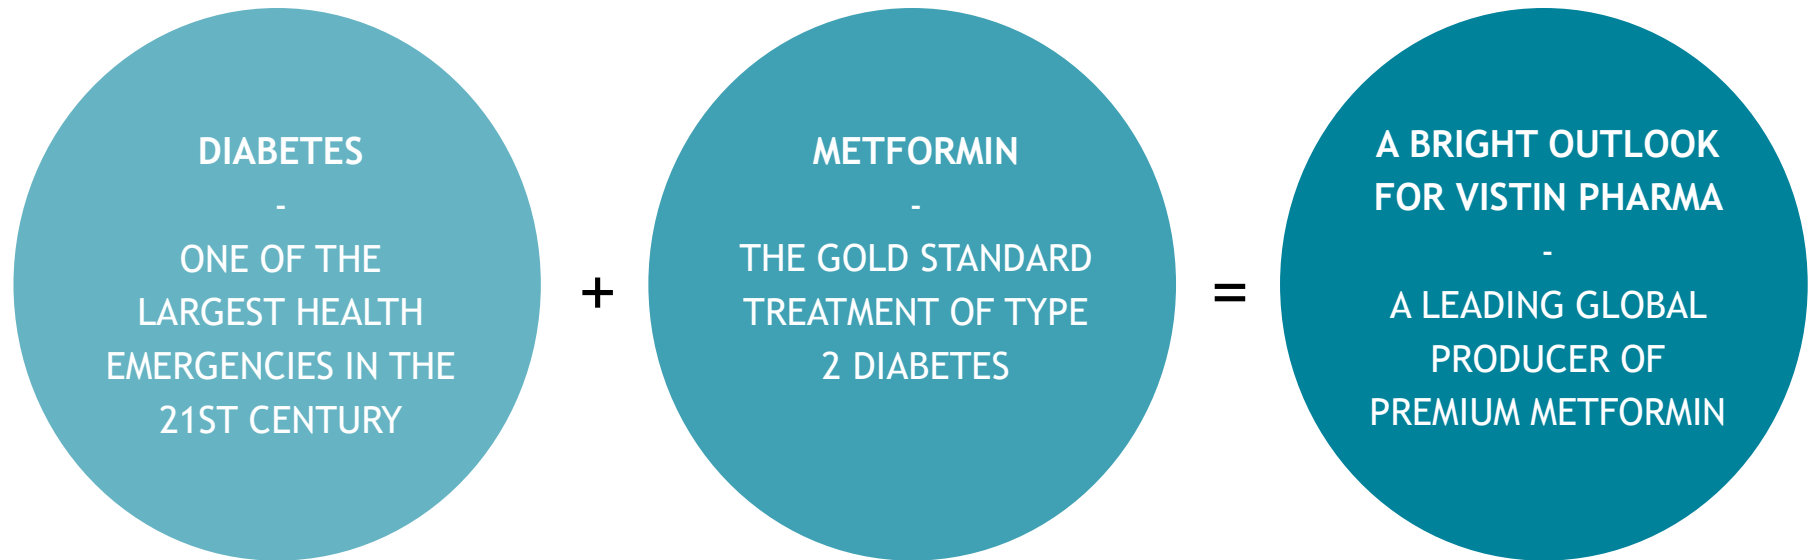 DIABETES
-
ONE OF THE
LARGEST HEALTH
EMERGENCIES IN THE
21ST CENTURY
+
METFORMIN
-
THE GOLD STANDARD
TREATMENT OF TYPE
2 DIABETES
=
A BRIGHT OUTLOOK
FOR VISTIN PHARMA
-
A LEADING GLOBAL
PRODUCER OF
PREMIUM METFORMIN